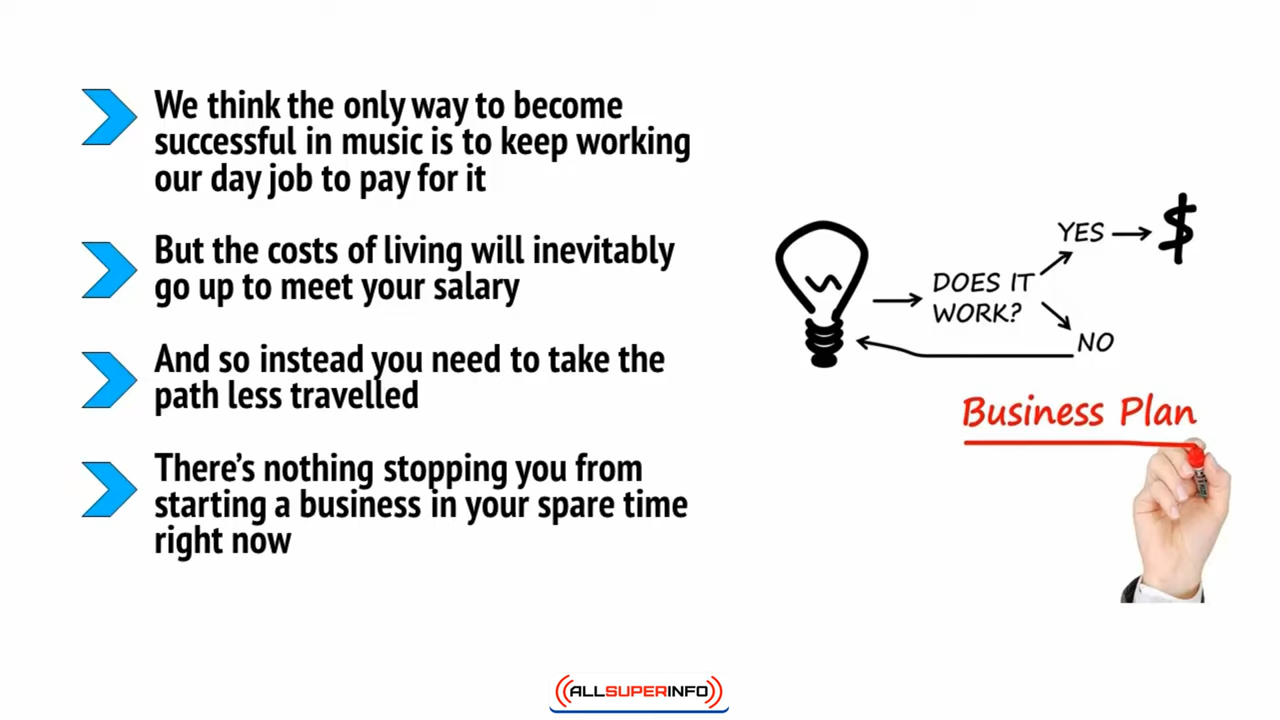 We think the only way to become
successful in music is to keep working
our day job to pay for it
But the costs of living will inevitably
go up to meet your salary
And so instead you need to take the
path less travelled
There's nothing stopping you from
starting a business in your spare time
right now
DOES IT
WORK?
YES
$
NO
Business Plan
ALLSUPERINFO